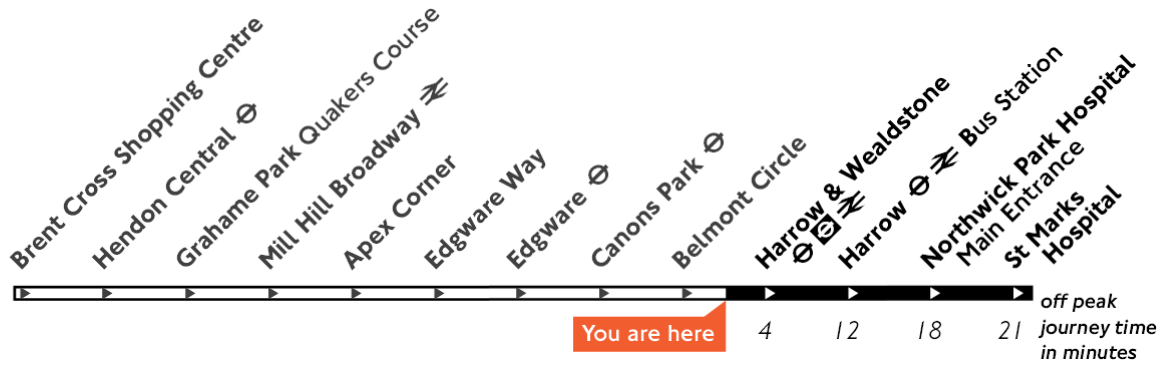 Brent Cross Shopping Centre
Hendon Central
Grahame Park Quakers Course
Mill Hill Broadway
Apex Corner
Edgware Way
Edgware
Canons Park
Belmont Circle
Harrow & Wealdstone
Harrow Bus Station
Northwick Park Hospital
Main Entrance
St Marks
Hospital
You are here
4 12 18 21
off peak
journey time
in minutes